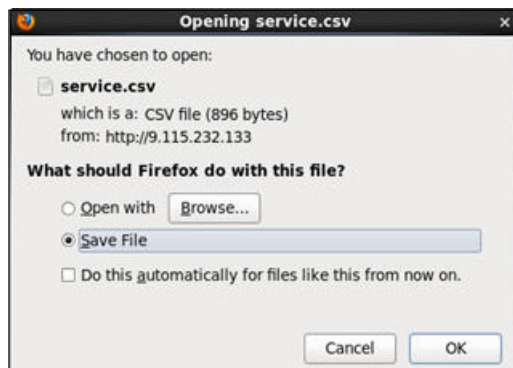 Opening service.csv
×
You have chosen to open:
service.csv
which is a: CSV file (896 bytes)
from: http://9.115.232.133
What should Firefox do with this file?
Open with Browse...
Save File
Do this automatically for files like this from now on.
Cancel OK